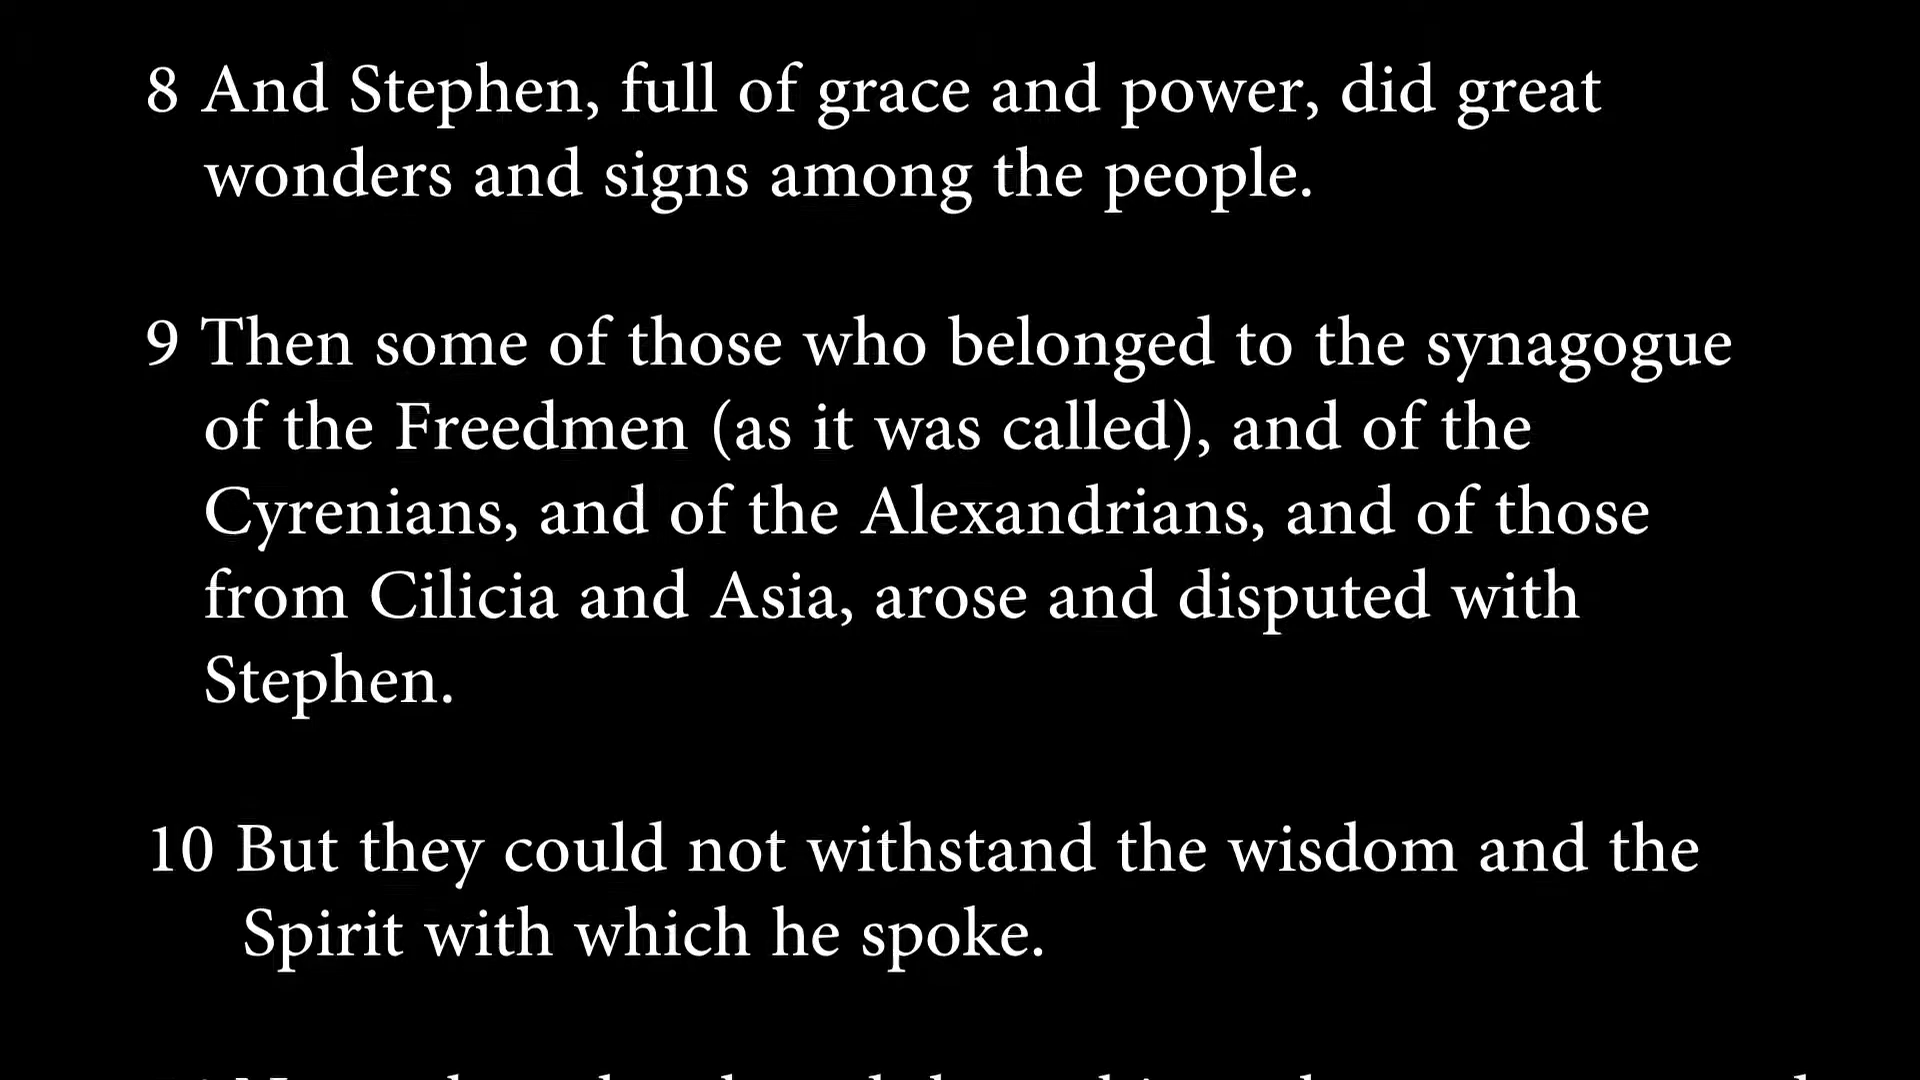 8 And Stephen, full of grace and power, did great
wonders and signs among the people.
9 Then some of those who belonged to the synagogue
of the Freedmen (as it was called), and of the
Cyrenians, and of the Alexandrians, and of those
from Cilicia and Asia, arose and disputed with
Stephen.
10 But they could not withstand the wisdom and the
Spirit with which he spoke.